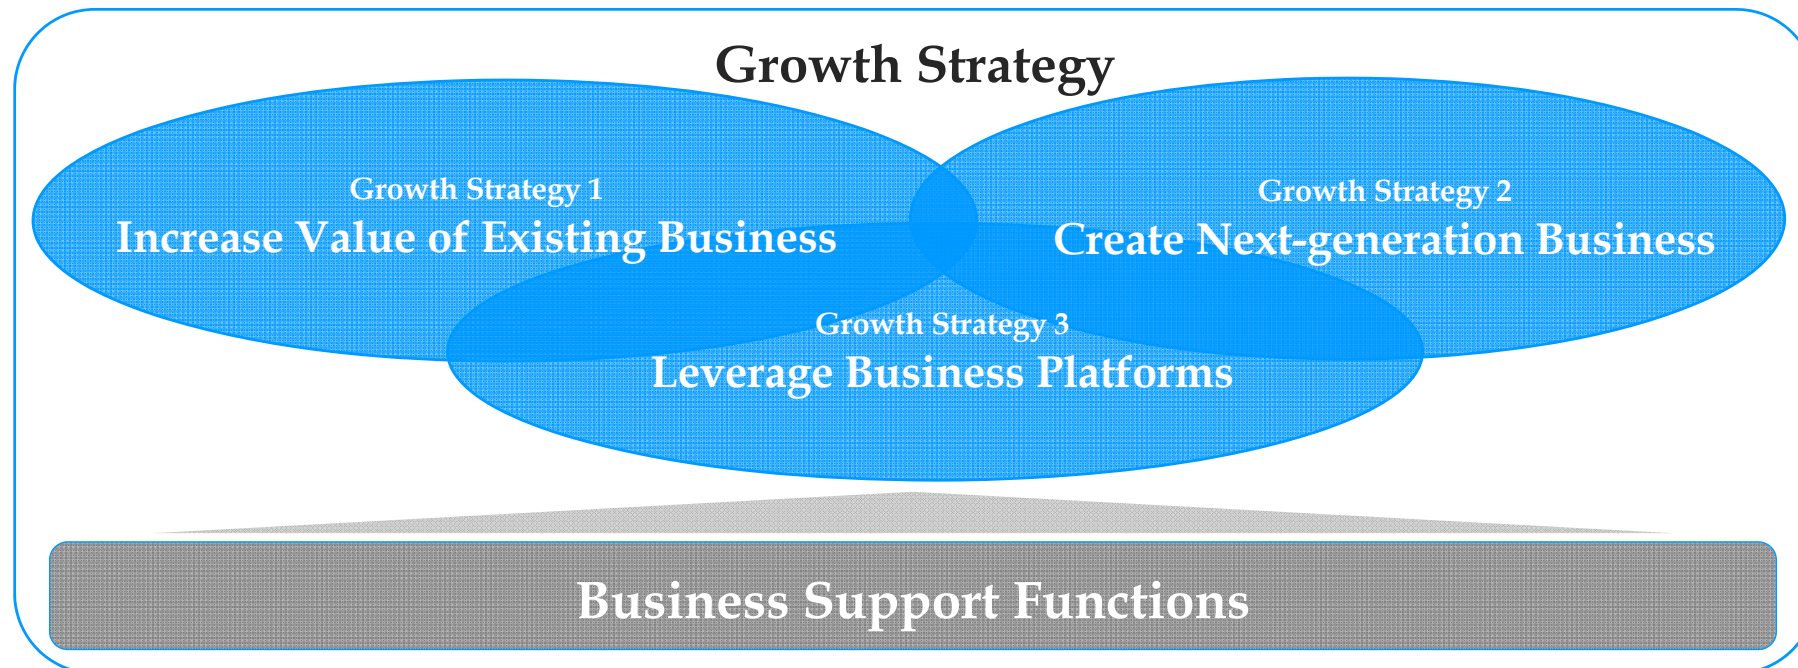 Growth Strategy
Growth Strategy 1
Increase Value of Existing Business
Growth Strategy 2
Create Next-generation Business
Growth Strategy 3
Leverage Business Platforms
Business Support Functions